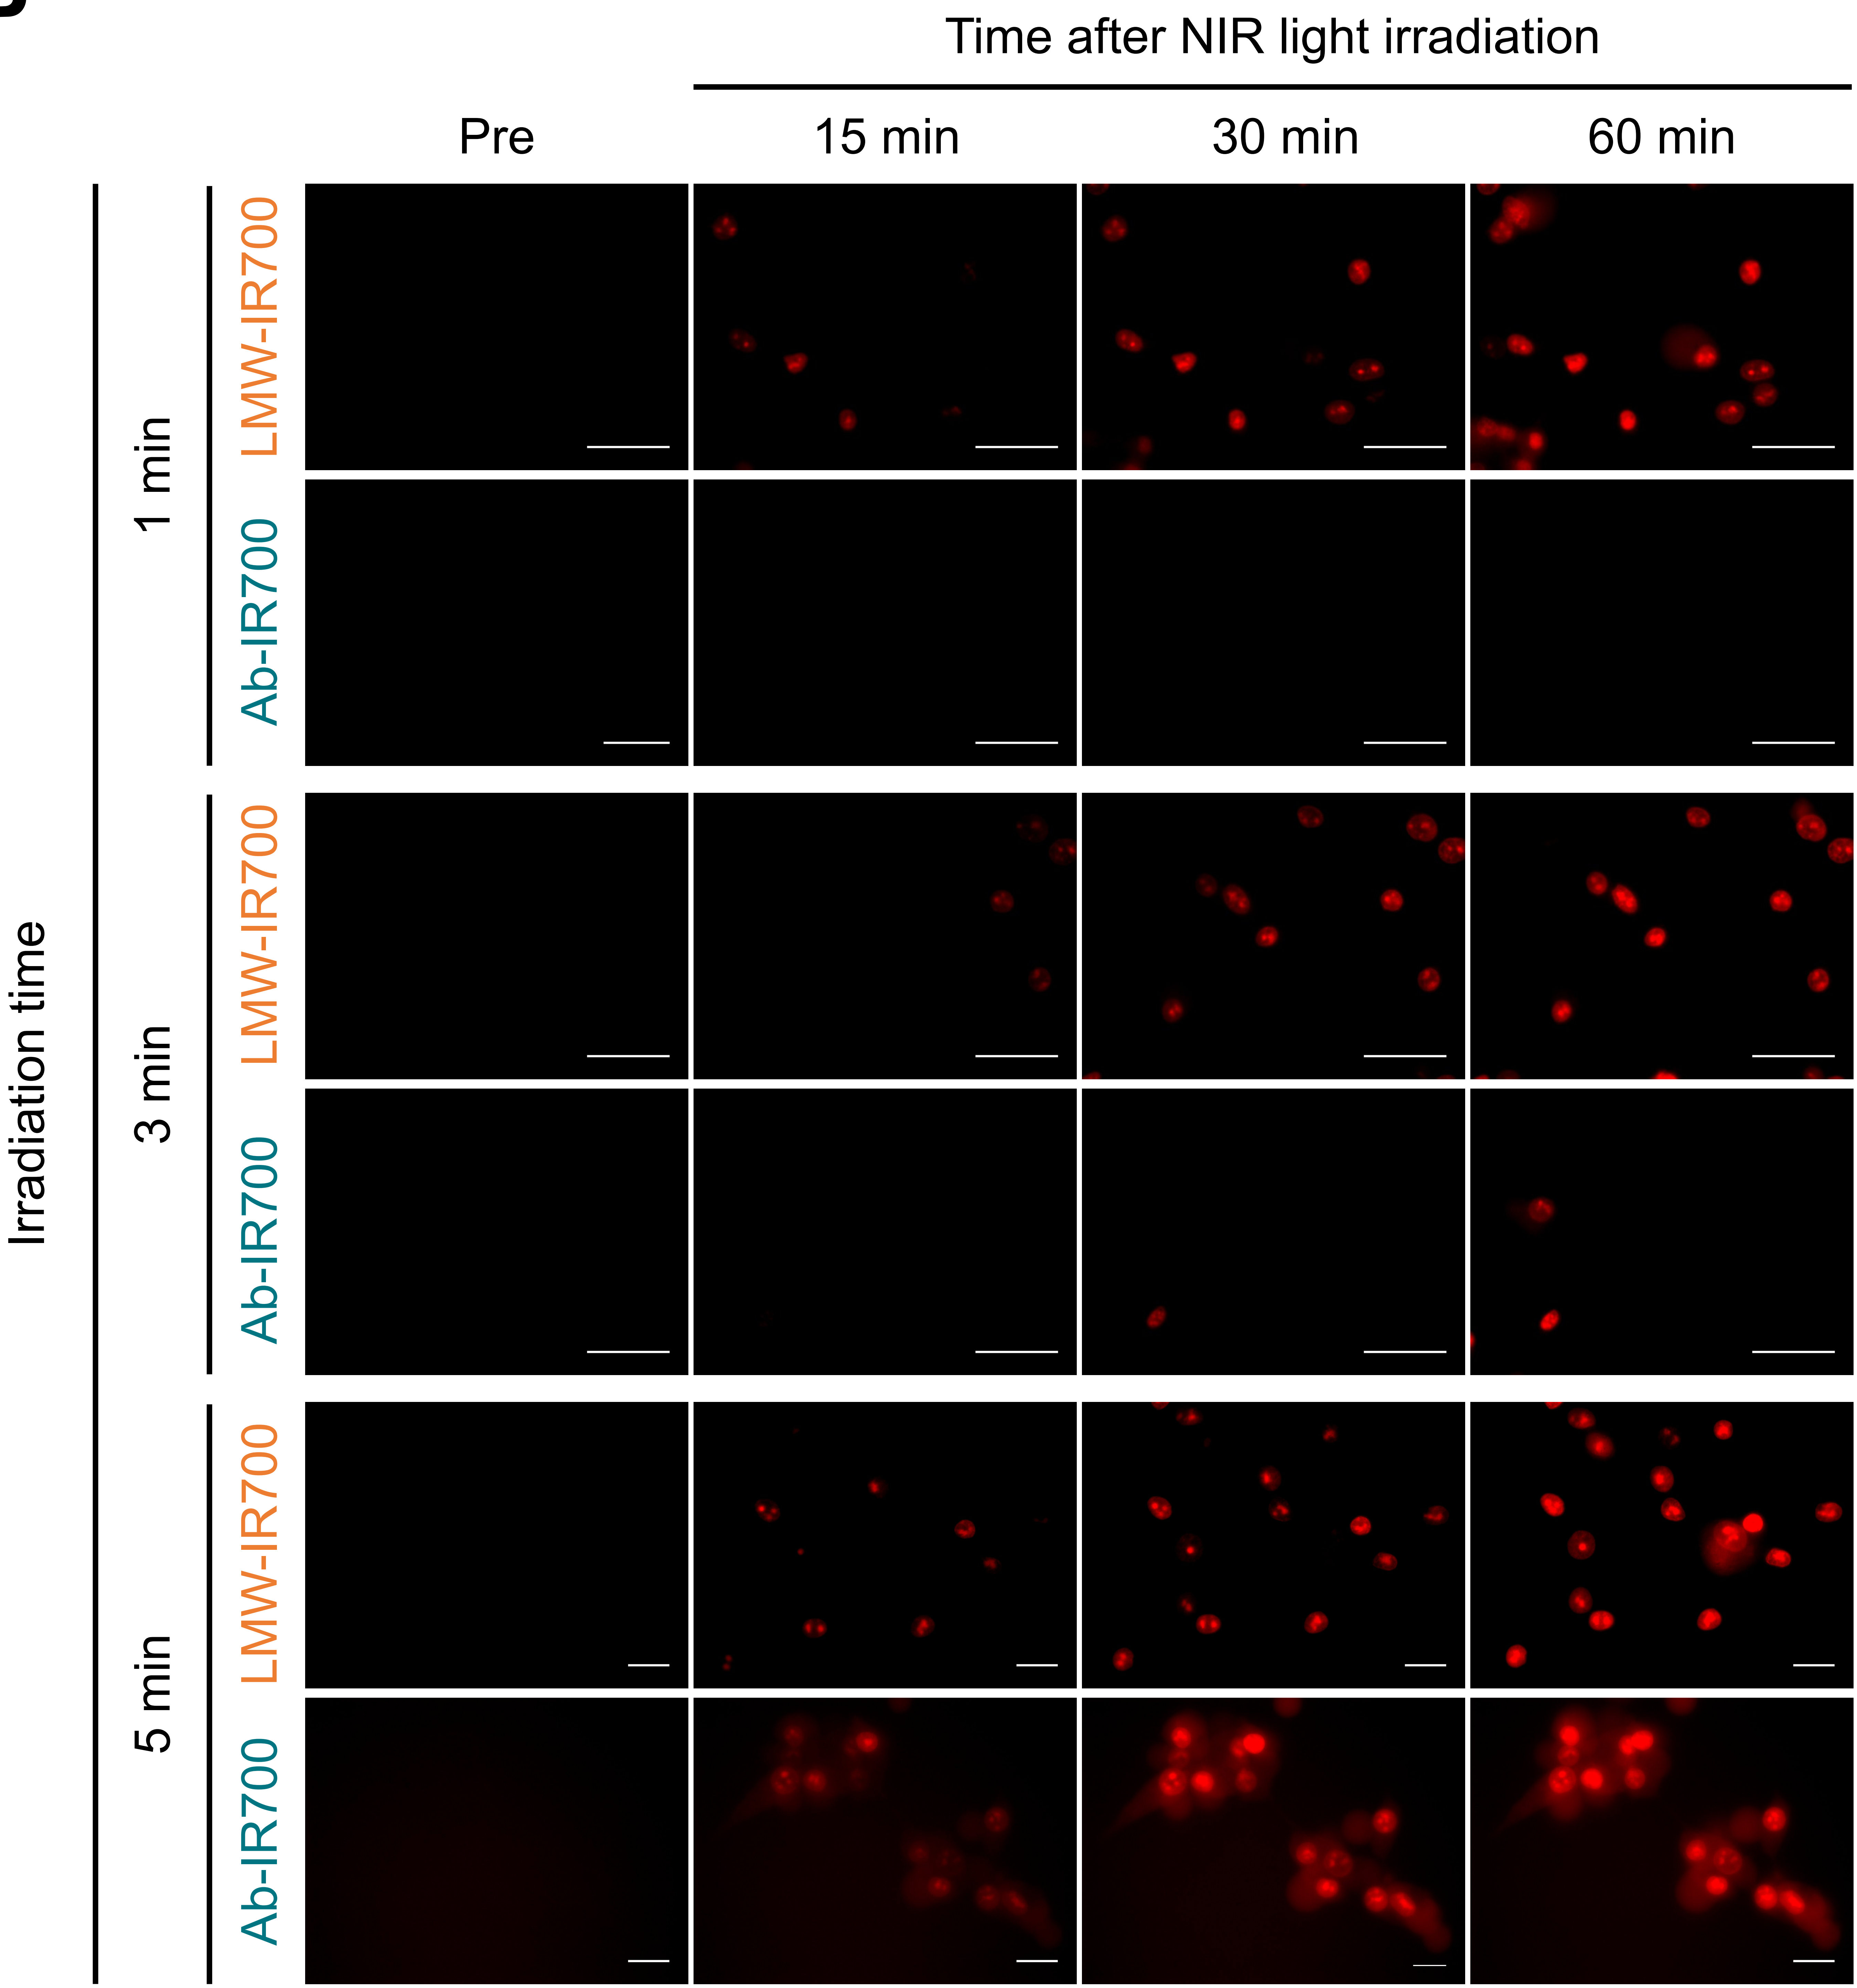 Time after NIR light irradiation
Pre
15 min
30 min
60 min
Irradiation time
1 min
LMW-IR700
Ab-IR700
3 min
LMW-IR700
Ab-IR700
5 min
LMW-IR700
Ab-IR700